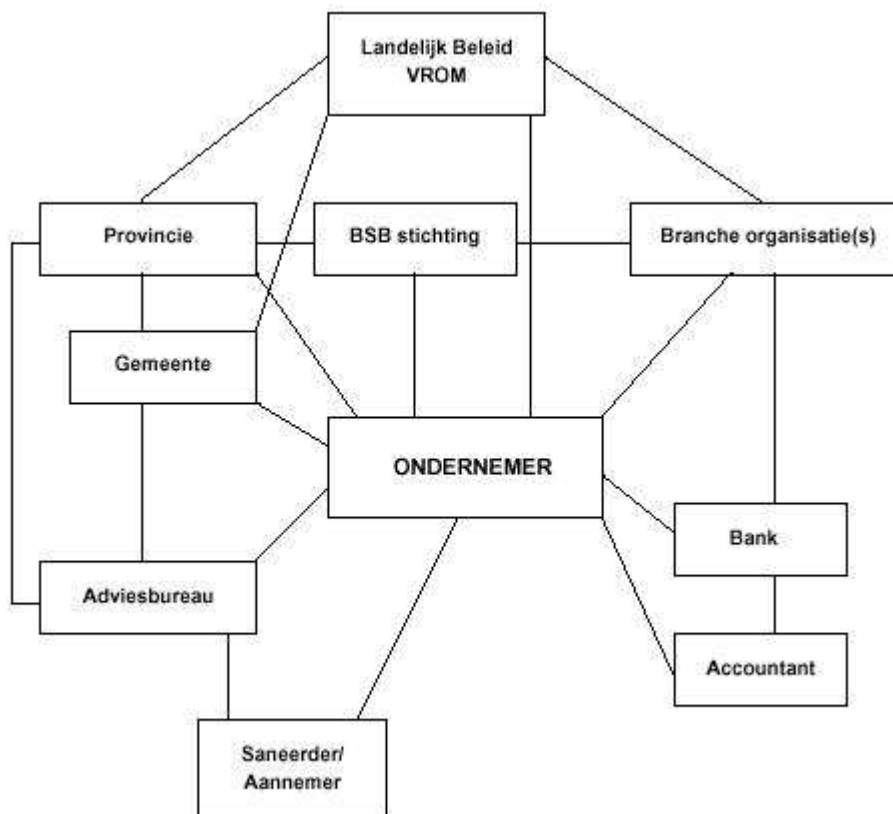 Landelijk Beleid
VROM
Provincie
BSB stichting
Branche organisatie(s)
Gemeente
ONDERNEMER
Bank
Adviesbureau
Accountant
Saneerder/
Aannemer